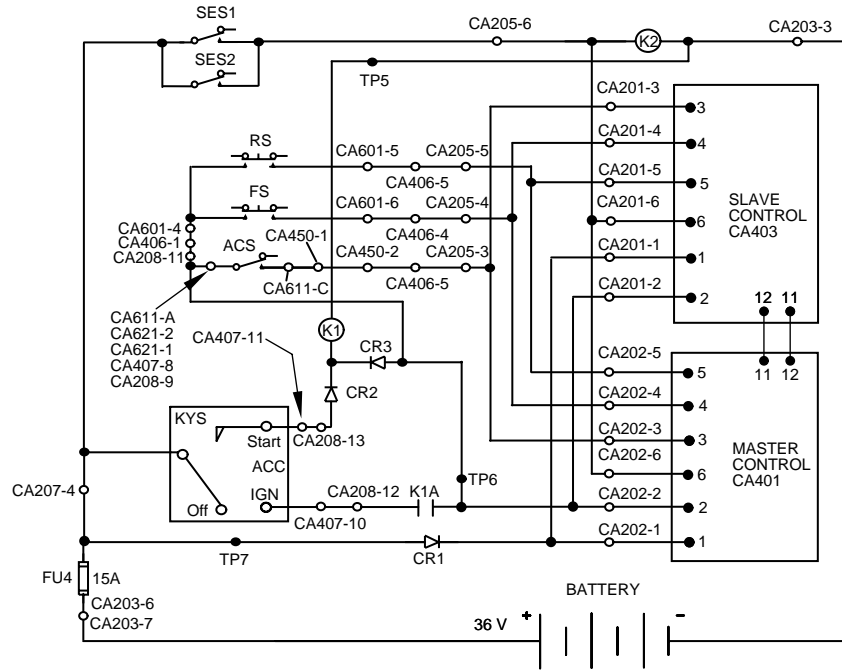 SES1
CA205-6
CA203-3
K2
SES2
TP5
CA201-3
3
RS
CA601-5
CA205-5
CA201-4
4
CA406-5
CA201-5
5
FS
CA601-6
CA205-4
CA201-6
6
SLAVE
CONTROL
CA403
CA601-4
CA406-1
CA208-11
CA450-1
CA406-4
ACS
CA450-2
CA205-3
CA201-1
1
CA611-C
CA406-5
CA201-2
2
12
11
CA611-A
CA621-2
CA621-1
CA407-8
CA208-9
CA407-11
K1
CR3
CR2
CA202-5
5
11
12
CA202-4
4
KYS
Start
CA208-13
CA202-3
3
ACC
MASTER
CONTROL
CA401
CA202-6
6
TP6
CA207-4
Off
IGN
CA208-12
K1A
CA202-2
2
CA407-10
CA202-1
1
TP7
CR1
FU4
15A
BATTERY
CA203-6
CA203-7
36 V
+
-